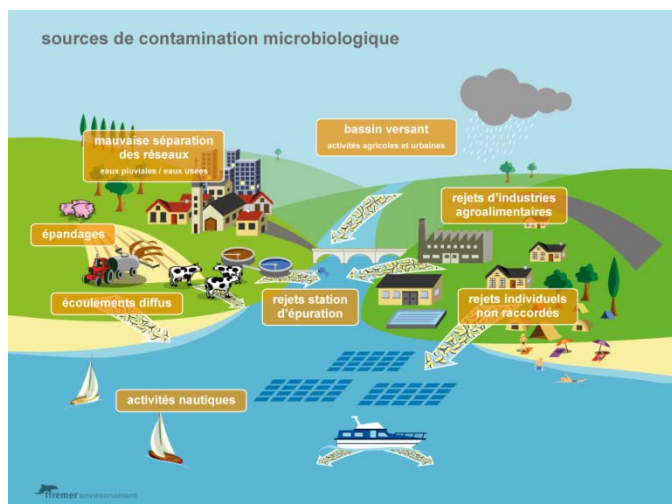 sources de contamination microbiologique
bassin versant
activités agricoles et urbaines
mauvaise séparation
des réseaux
eaux pluviales / eaux usées
rejets d'industries
agroalimentaires
épandages
écoulements diffus
rejets station
d'épuration
rejets individuels
non raccordés
activités nautiques
ifremer environnement